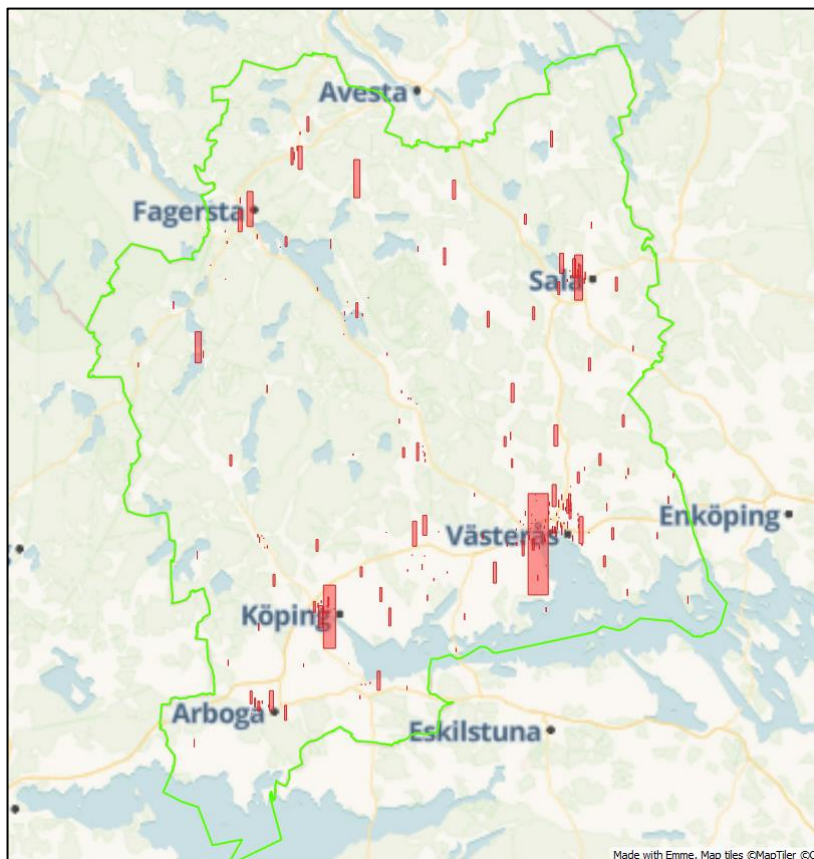 Avesta
Fagersta
Sala
Västerås
Enköping
Köping
Arboga
Eskilstuna
Made with Emme, Map tiles ©MapTiler ©O